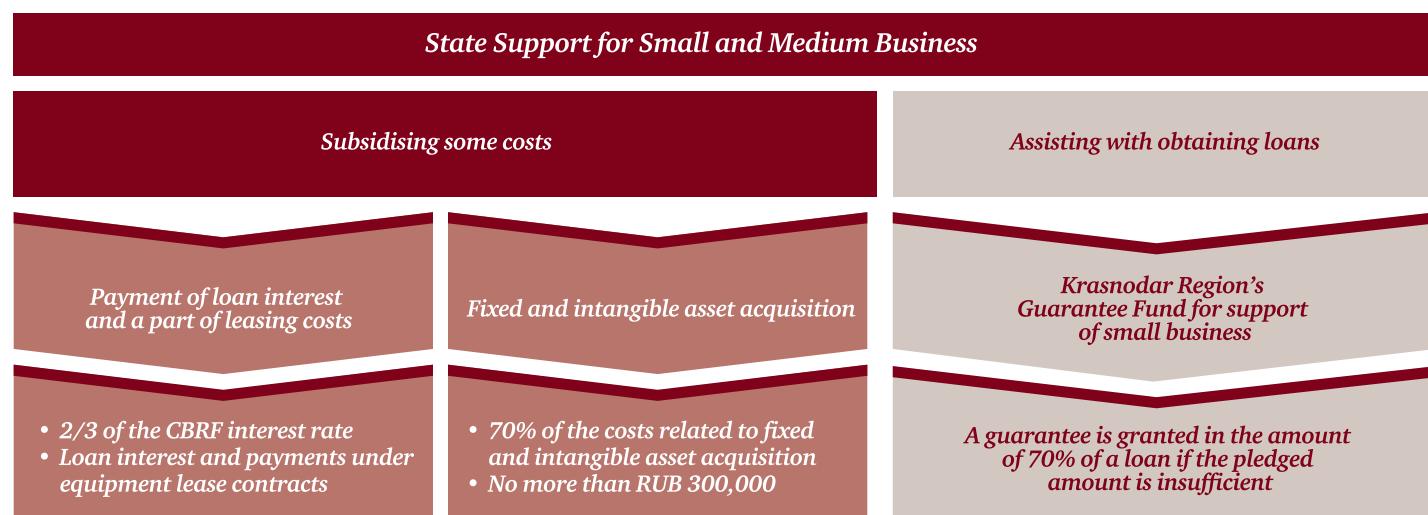 State Support for Small and Medium Business
Subsidising some costs
Assisting with obtaining loans
Payment of loan interest
and a part of leasing costs
Fixed and intangible asset acquisition
Krasnodar Region’s
Guarantee Fund for support
of small business
• 2/3 of the CBRF interest rate
• Loan interest and payments under
equipment lease contracts
• 70% of the costs related to fixed
and intangible asset acquisition
• No more than RUB 300,000
A guarantee is granted in the amount
of 70% of a loan if the pledged
amount is insufficient